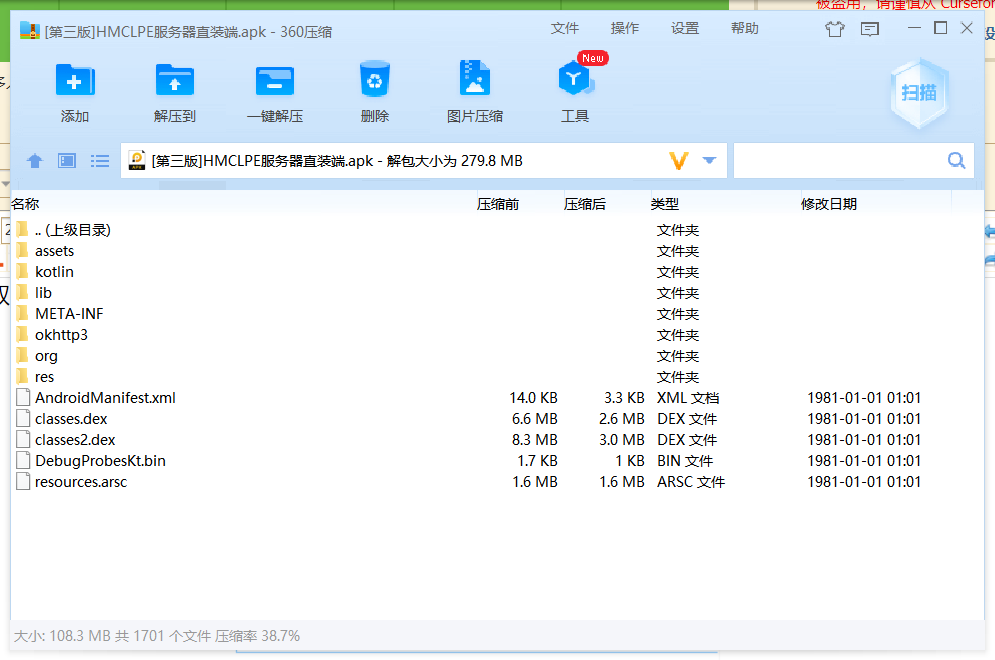 被盗用，请谨慎从 Cursefor
[第三版]HMCLPE服务器直装端.apk - 360压缩
文件 操作 设置 帮助
添加 解压到 一键解压 删除 图片压缩 工具
New
扫描
[第三版]HMCLPE服务器直装端.apk - 解包大小为 279.8 MB
名称 压缩前 压缩后 类型 修改日期
.. (上级目录) 文件夹
assets 文件夹
kotlin 文件夹
lib 文件夹
META-INF 文件夹
okhttp3 文件夹
org 文件夹
res 文件夹
AndroidManifest.xml 14.0 KB 3.3 KB XML 文档 1981-01-01 01:01
classes.dex 6.6 MB 2.6 MB DEX 文件 1981-01-01 01:01
classes2.dex 8.3 MB 3.0 MB DEX 文件 1981-01-01 01:01
DebugProbesKt.bin 1.7 KB 1 KB BIN 文件 1981-01-01 01:01
resources.arsc 1.6 MB 1.6 MB ARSC 文件 1981-01-01 01:01
大小: 108.3 MB 共 1701 个文件 压缩率 38.7%